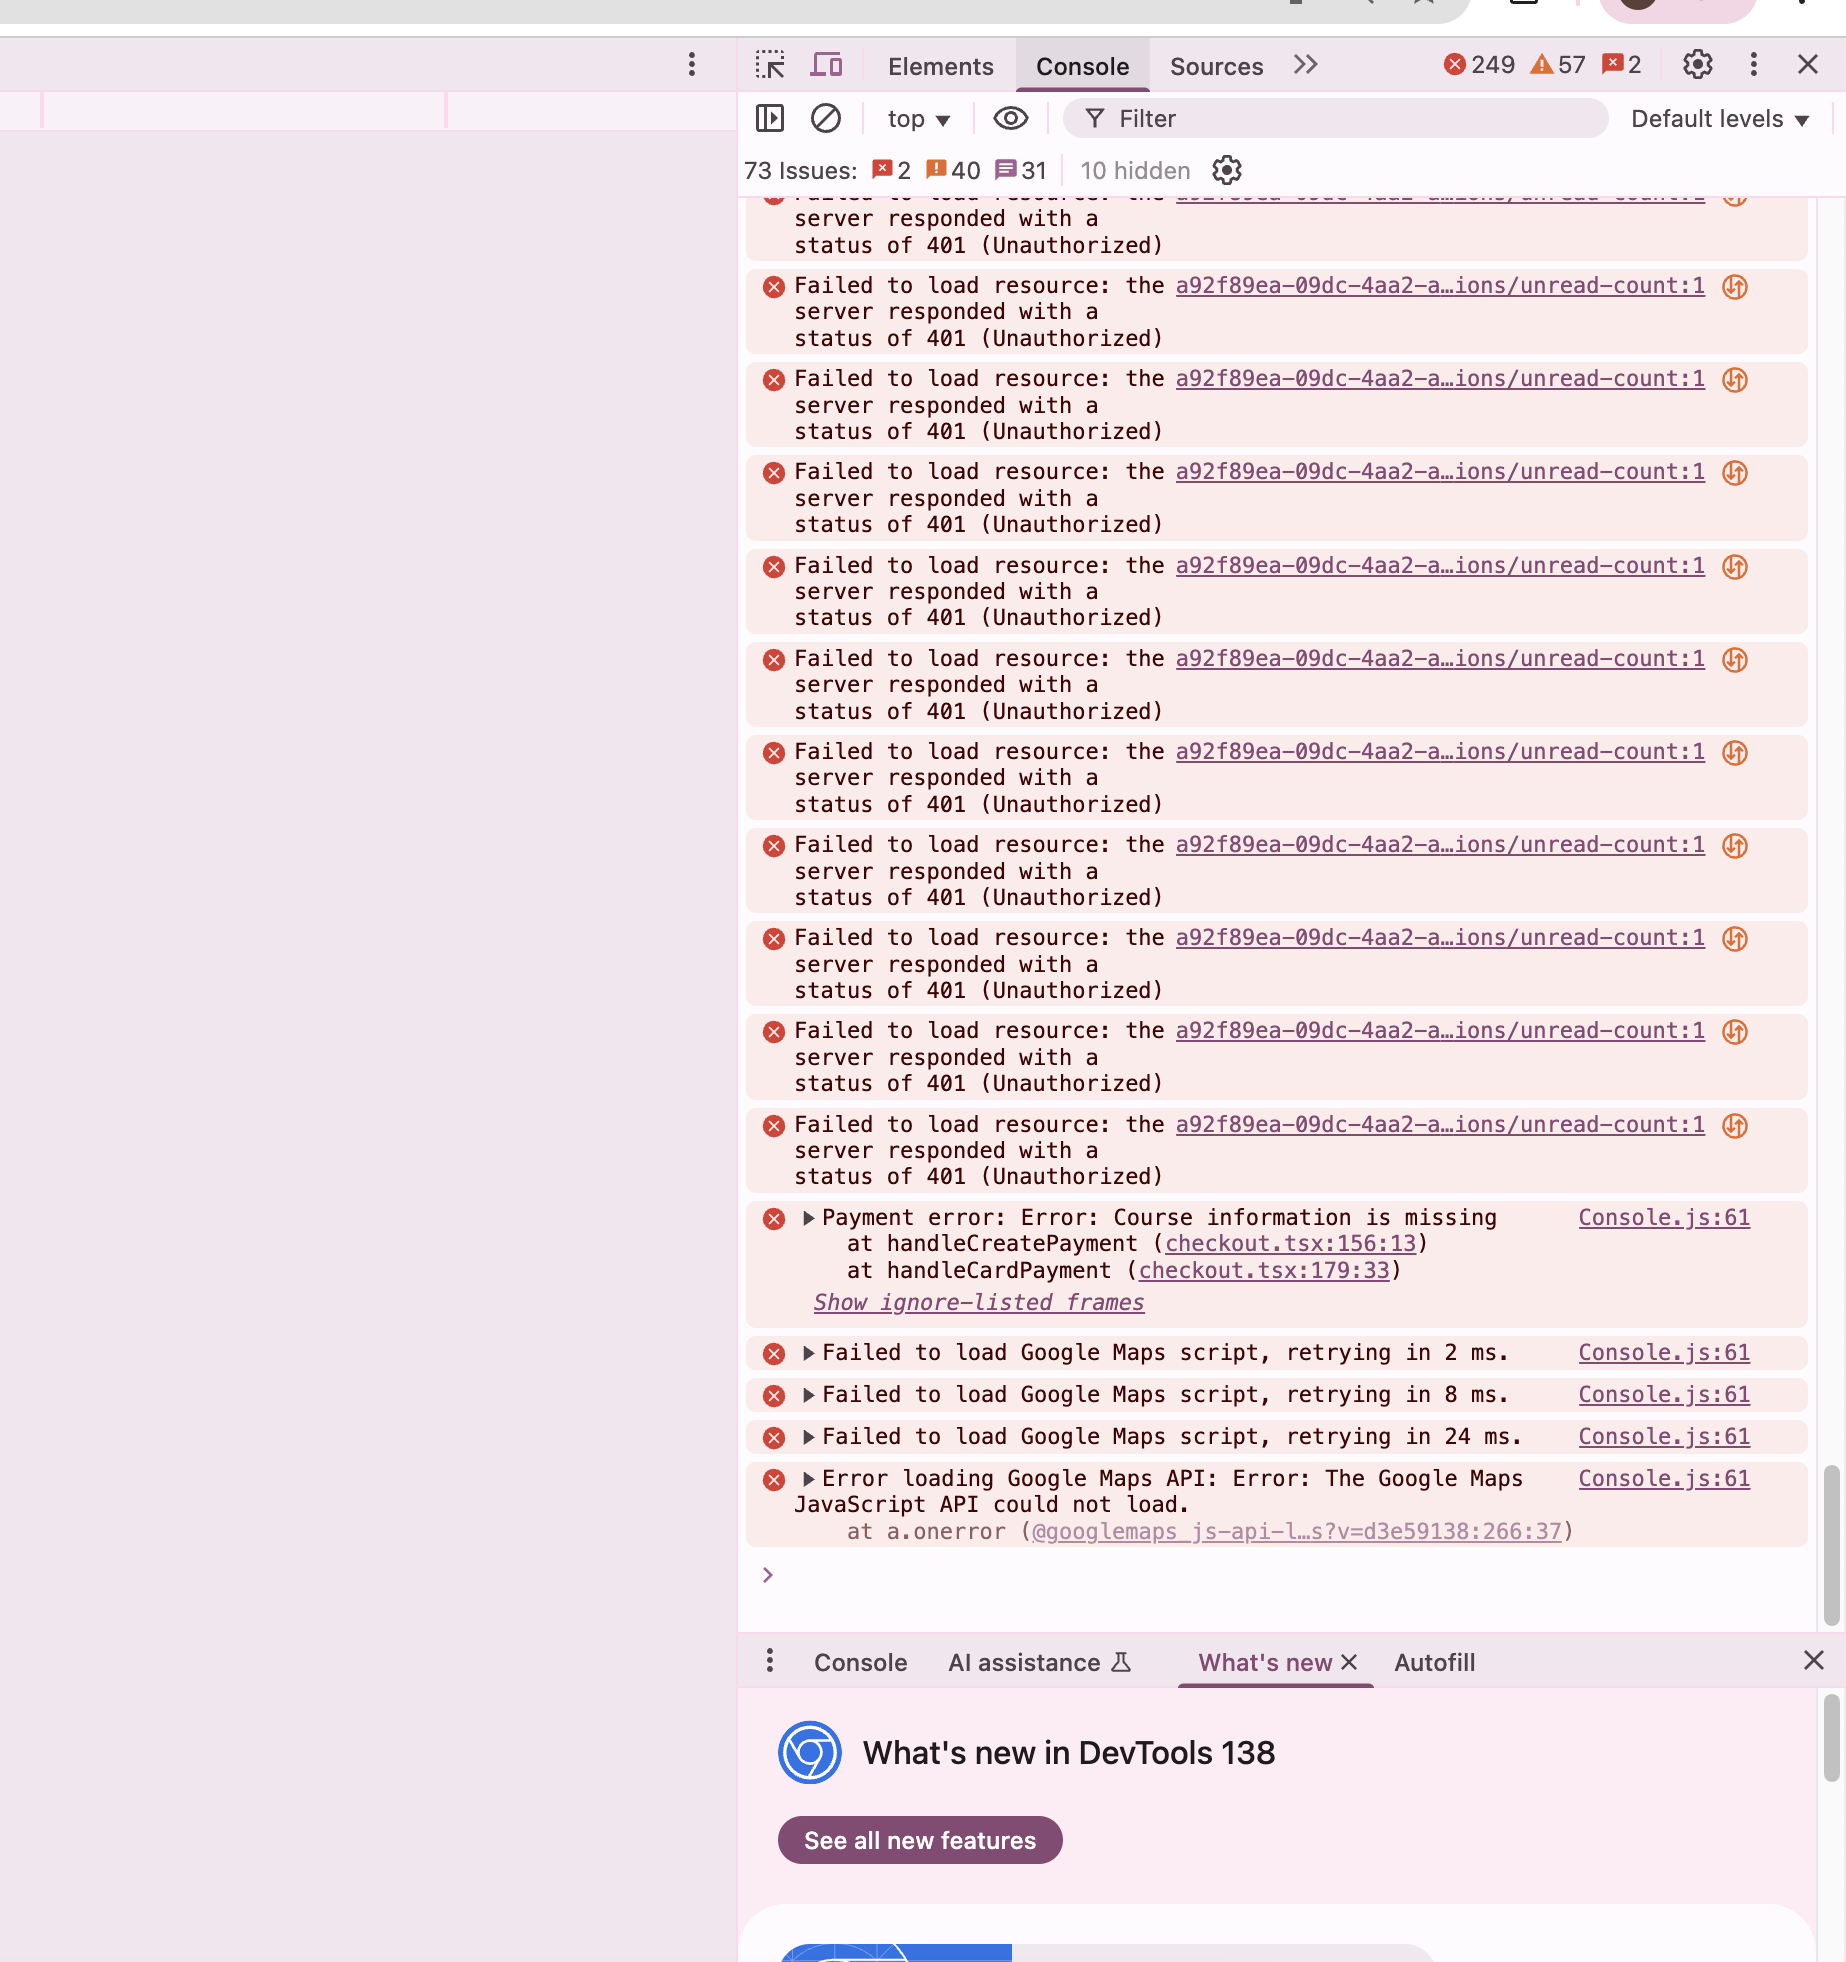 Elements
Console
Sources
249
57
2
top
Filter
Default levels
73 Issues:
2
40
31
10 hidden
Failed to load resource: the a92f89ea-09dc-4aa2-a…ions/unread-count:1
server responded with a
status of 401 (Unauthorized)
Failed to load resource: the a92f89ea-09dc-4aa2-a…ions/unread-count:1
server responded with a
status of 401 (Unauthorized)
Failed to load resource: the a92f89ea-09dc-4aa2-a…ions/unread-count:1
server responded with a
status of 401 (Unauthorized)
Failed to load resource: the a92f89ea-09dc-4aa2-a…ions/unread-count:1
server responded with a
status of 401 (Unauthorized)
Failed to load resource: the a92f89ea-09dc-4aa2-a…ions/unread-count:1
server responded with a
status of 401 (Unauthorized)
Failed to load resource: the a92f89ea-09dc-4aa2-a…ions/unread-count:1
server responded with a
status of 401 (Unauthorized)
Failed to load resource: the a92f89ea-09dc-4aa2-a…ions/unread-count:1
server responded with a
status of 401 (Unauthorized)
Failed to load resource: the a92f89ea-09dc-4aa2-a…ions/unread-count:1
server responded with a
status of 401 (Unauthorized)
Failed to load resource: the a92f89ea-09dc-4aa2-a…ions/unread-count:1
server responded with a
status of 401 (Unauthorized)
Failed to load resource: the a92f89ea-09dc-4aa2-a…ions/unread-count:1
server responded with a
status of 401 (Unauthorized)
Failed to load resource: the a92f89ea-09dc-4aa2-a…ions/unread-count:1
server responded with a
status of 401 (Unauthorized)
Payment error: Error: Course information is missing Console.js:61
at handleCreatePayment (checkout.tsx:156:13)
at handleCardPayment (checkout.tsx:179:33)
Show ignore-listed frames
Failed to load Google Maps script, retrying in 2 ms. Console.js:61
Failed to load Google Maps script, retrying in 8 ms. Console.js:61
Failed to load Google Maps script, retrying in 24 ms. Console.js:61
Error loading Google Maps API: Error: The Google Maps Console.js:61
JavaScript API could not load.
at a.onerror (@googlemaps_js-api-l…s?v=d3e59138:266:37)
Console
AI assistance
What's new
Autofill
What's new in DevTools 138
See all new features